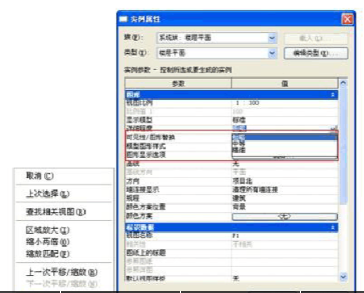 实例属性
族(F): 系统族: 楼层平面 载入(L)...
类型(T): 楼层平面 编辑类型(E)...
实例参数 - 控制所选或要生成的实例
参数 值
图形
视图比例 1 : 100
比例值 1: 100
显示模型 标准
详细程度
可见性/图形替换
模型图形样式 中等
图形显示选项
基线 无
基线方向 平面
方向 项目北
墙连接显示 清理所有墙连接
规程 建筑
颜色方案位置 背景
颜色方案 <无>
标识数据
视图名称 F1
相关性 不相关
图纸上的标题
参照图纸
参照详图
默认视图样板 无
取消(C)
上次选择(L)
查找相关视图(R)
区域放大(I)
缩小两倍(O)
缩放匹配(F)
上一次平移/缩放(R)
下一次平移/缩放(N)